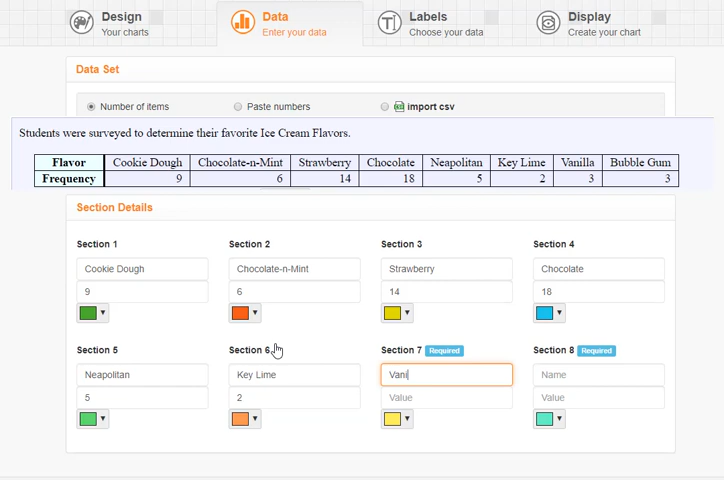 Design Data Labels Display
Your charts Enter your data Choose your data Create your chart
Data Set
Number of items Paste numbers import csv
Students were surveyed to determine their favorite Ice Cream Flavors.
Flavor Cookie Dough Chocolate-n-Mint Strawberry Chocolate Neapolitan Key Lime Vanilla Bubble Gum
Frequency 9 6 14 18 5 2 3 3
Section Details
Section 1 Section 2 Section 3 Section 4
Cookie Dough Chocolate-n-Mint Strawberry Chocolate
9 6 14 18
Section 5 Section 6 Section 7 Required Section 8 Required
Neapolitan Key Lime Vani Name
5 2 Value Value